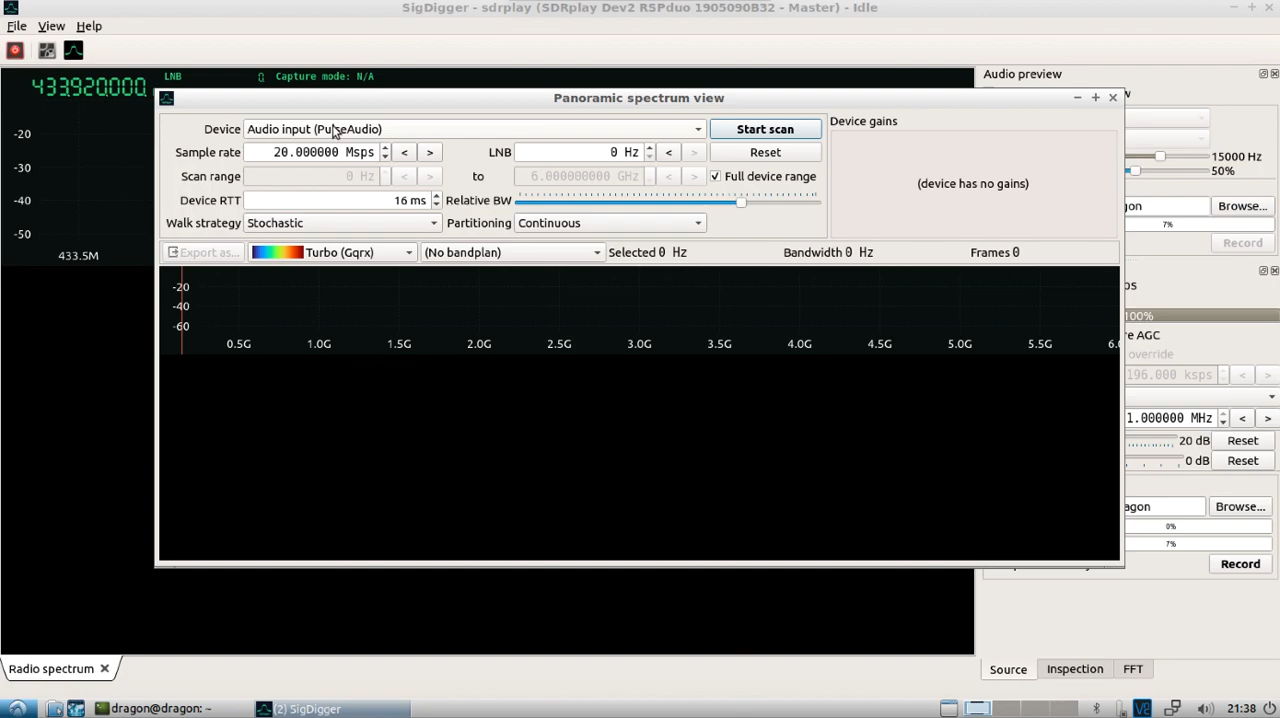 SigDigger - sdrplay (SDRplay Dev2 RSPduo 1905090B32 - Master) - Idle
File View Help
433.920.000
LNB 0 Capture mode: N/A
Audio preview
Panoramic spectrum view
Device Audio input (PulseAudio) Start scan
Device gains
Sample rate 20.000000 Msps < > LNB 0 Hz < > Reset
Scan range 0 Hz < > to 6.000000000 GHz < > Full device range
(device has no gains)
Device RTT 16 ms Relative BW
Walk strategy Stochastic Partitioning Continuous
Export as... Turbo (Gqrx) (No bandplan) Selected 0 Hz Bandwidth 0 Hz Frames 0
-20
-40
-60
0.5G 1.0G 1.5G 2.0G 2.5G 3.0G 3.5G 4.0G 4.5G 5.0G 5.5G
-20
-30
-40
-50
433.5M
15000 Hz
50%
Browse...
7%
Record
100%
AGC
override
196.000 ksps < >
1.000000 MHz < >
20 dB Reset
0 dB Reset
Browse...
0%
7%
Record
Radio spectrum
Source Inspection FFT
dragon@dragon: ~ (2) SigDigger
21:38